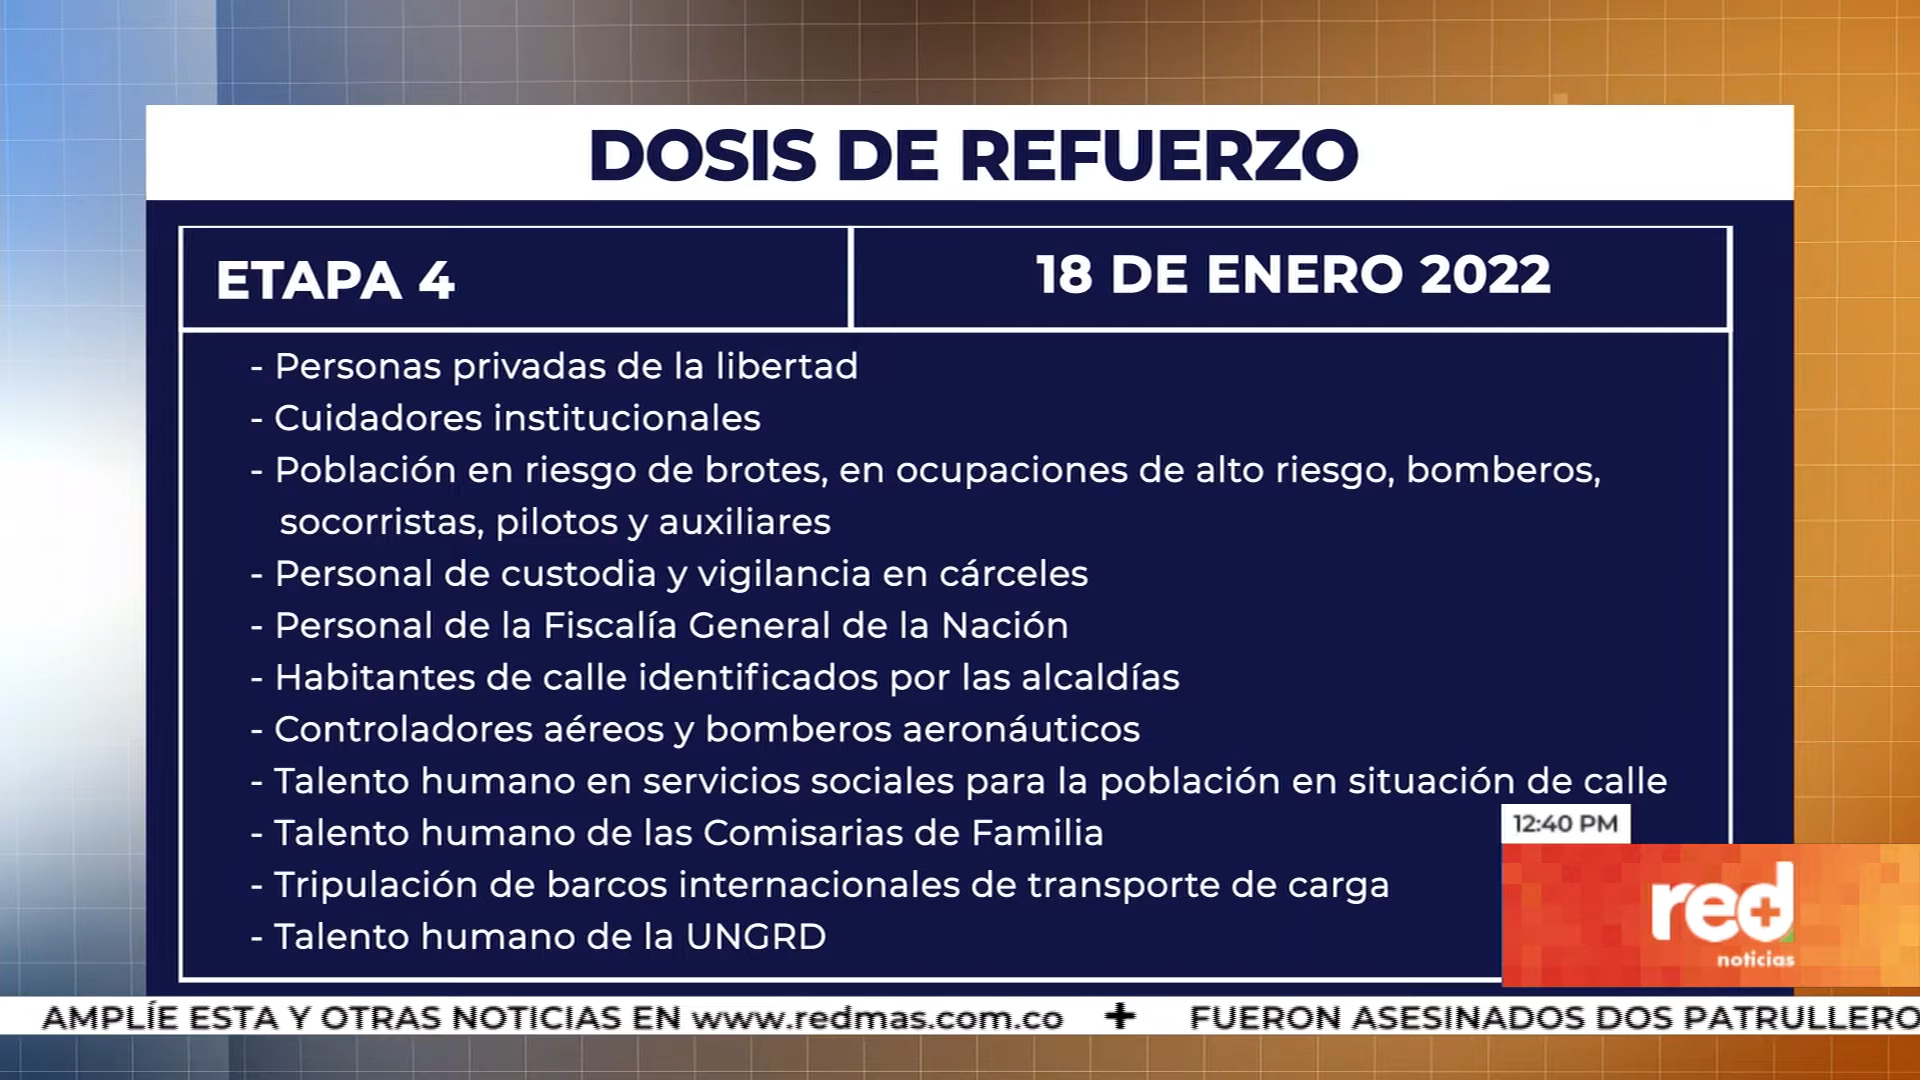 DOSIS DE REFUERZO
ETAPA 4
18 DE ENERO 2022
- Personas privadas de la libertad
- Cuidadores institucionales
- Población en riesgo de brotes, en ocupaciones de alto riesgo, bomberos,
socorristas, pilotos y auxiliares
- Personal de custodia y vigilancia en cárceles
- Personal de la Fiscalía General de la Nación
- Habitantes de calle identificados por las alcaldías
- Controladores aéreos y bomberos aeronáuticos
- Talento humano en servicios sociales para la población en situación de calle
- Talento humano de las Comisarias de Familia
- Tripulación de barcos internacionales de transporte de carga
- Talento humano de la UNGRD
12:40 PM
red+
noticias
AMPLÍE ESTA Y OTRAS NOTICIAS EN www.redmas.com.co + FUERON ASESINADOS DOS PATRULLERO